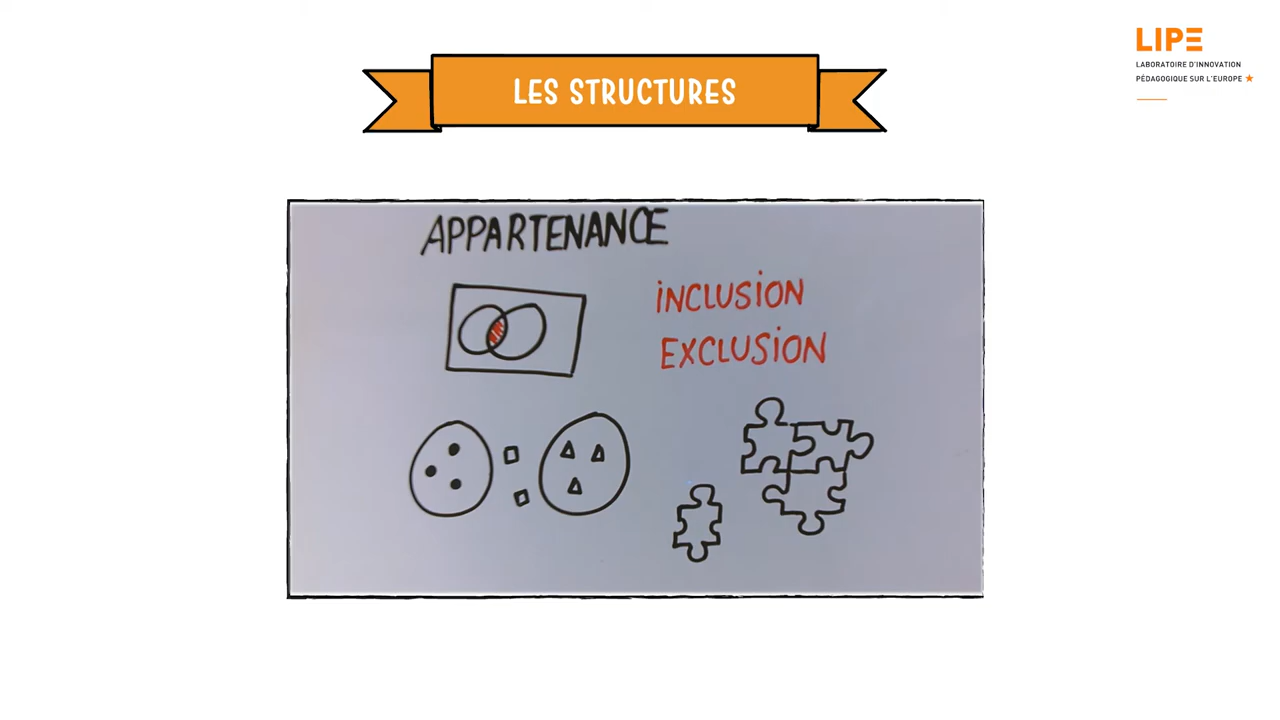 LIPE
LABORATOIRE D'INNOVATION
PÉDAGOGIQUE SUR L'EUROPE
LES STRUCTURES
APPARTENANCE
INCLUSION
EXCLUSION